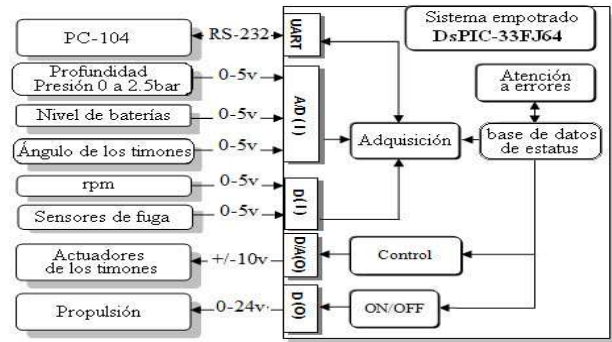 Sistema empotrado
DsPIC-33FJ64
PC-104
RS-232
UART
Profundidad
Presión 0 a 2.5bar
0-5v
Nivel de baterías
0-5v
Ángulo de los timones
0-5v
A/D (I)
Adquisición
Atención
a errores
base de datos
de estatus
rpm
0-5v
Sensores de fuga
0-5v
D(I)
Actuadores
de los timones
+/-10v
D/A(O)
Control
Propulsión
0-24v
D(O)
ON/OFF